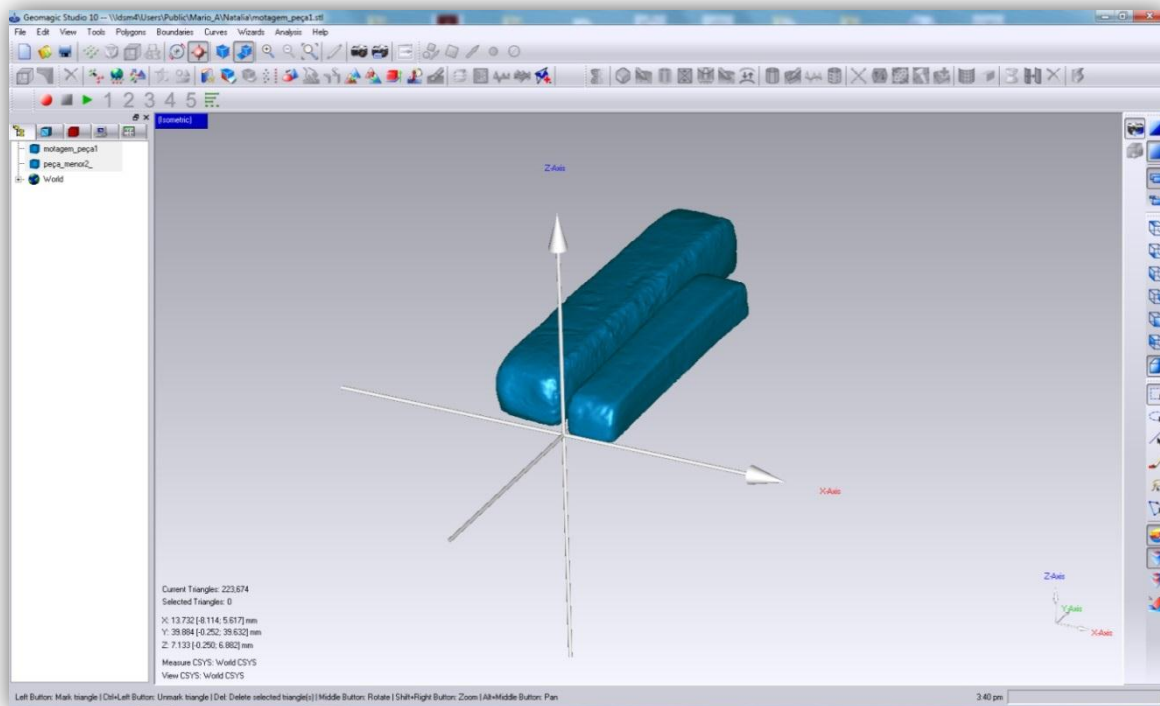 Geomagic Studio 10 -- \\ldsm4\Users\Public\Mario_A\Natalia\motagem_peça1.stl
File Edit View Tools Polygons Boundaries Curves Wizards Analysis Help
1 2 3 4 5
[Isometric]
motagem_peça1
peça_menor2_
World
Z-Axis
X-Axis
Current Triangles: 223,674
Selected Triangles: 0
X: 13.732 [-8.114; 5.617] mm
Y: 39.884 [-0.252; 39.632] mm
Z: 7.133 [-0.250; 6.882] mm
Measure CSYS: World CSYS
View CSYS: World CSYS
Z-Axis
Y-Axis
X-Axis
Left Button: Mark triangle | Ctrl+Left Button: Unmark triangle | Del: Delete selected triangle(s) | Middle Button: Rotate | Shift+Right Button: Zoom | Alt+Middle Button: Pan
3:40 pm